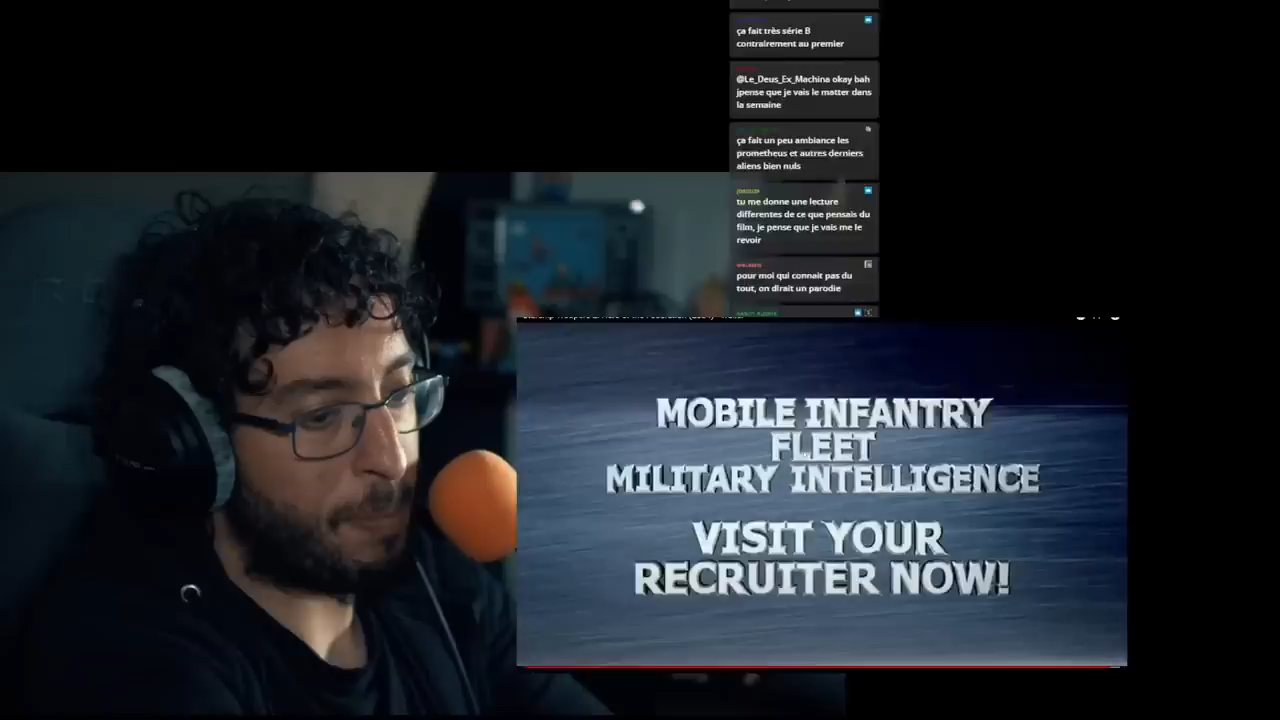 ça fait très série B
contrairement au premier
@Le_Deus_Ex_Machina okay bah
jpense que je vais le matter dans
la semaine
ça fait un peu ambiance les
prometheus et autres derniers
aliens bien nuls
tu me donne une lecture
differentes de ce que pensais du
film, je pense que je vais me le
revoir
pour moi qui connait pas du
tout, on dirait un parodie
MOBILE INFANTRY
FLEET
MILITARY INTELLIGENCE
VISIT YOUR
RECRUITER NOW!